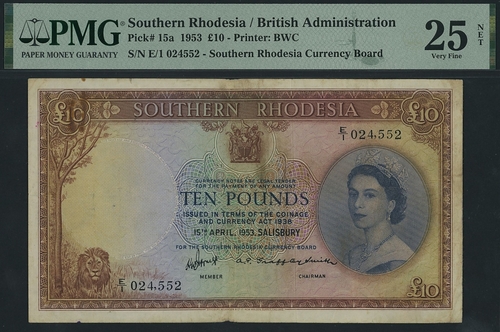 PMG
PAPER MONEY GUARANTY
Southern Rhodesia / British Administration
Pick# 15a 1953 £10 - Printer: BWC
S/N E/1 024552 - Southern Rhodesia Currency Board
25
Very Fine
NET
£10
SOUTHERN RHODESIA
£10
E/1 024,552
CURRENCY NOTES ARE LEGAL TENDER
FOR THE PAYMENT OF ANY AMOUNT
TEN POUNDS
ISSUED IN TERMS OF THE COINAGE
AND CURRENCY ACT 1938
15TH APRIL, 1953, SALISBURY
FOR THE SOUTHERN RHODESIA CURRENCY BOARD
MEMBER
CHAIRMAN
E/1 024,552
£10